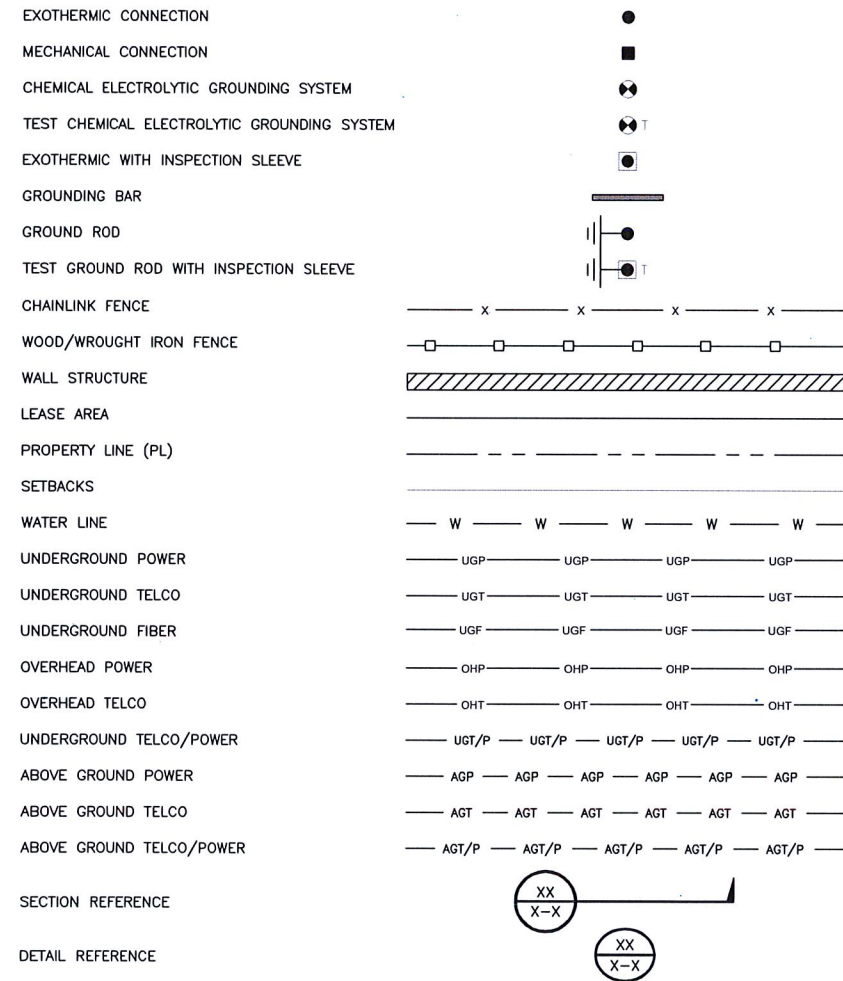 EXOTHERMIC CONNECTION
MECHANICAL CONNECTION
CHEMICAL ELECTROLYTIC GROUNDING SYSTEM
TEST CHEMICAL ELECTROLYTIC GROUNDING SYSTEM T
EXOTHERMIC WITH INSPECTION SLEEVE
GROUNDING BAR
GROUND ROD
TEST GROUND ROD WITH INSPECTION SLEEVE T
CHAINLINK FENCE X X X X
WOOD/WROUGHT IRON FENCE
WALL STRUCTURE
LEASE AREA
PROPERTY LINE (PL)
SETBACKS
WATER LINE W W W W W
UNDERGROUND POWER UGP UGP UGP UGP
UNDERGROUND TELCO UGT UGT UGT UGT
UNDERGROUND FIBER UGF UGF UGF UGF
OVERHEAD POWER OHP OHP OHP OHP
OVERHEAD TELCO OHT OHT OHT OHT
UNDERGROUND TELCO/POWER UGT/P UGT/P UGT/P UGT/P UGT/P
ABOVE GROUND POWER AGP AGP AGP AGP AGP AGP
ABOVE GROUND TELCO AGT AGT AGT AGT AGT AGT
ABOVE GROUND TELCO/POWER AGT/P AGT/P AGT/P AGT/P AGT/P
SECTION REFERENCE XX
X-X
DETAIL REFERENCE XX
X-X